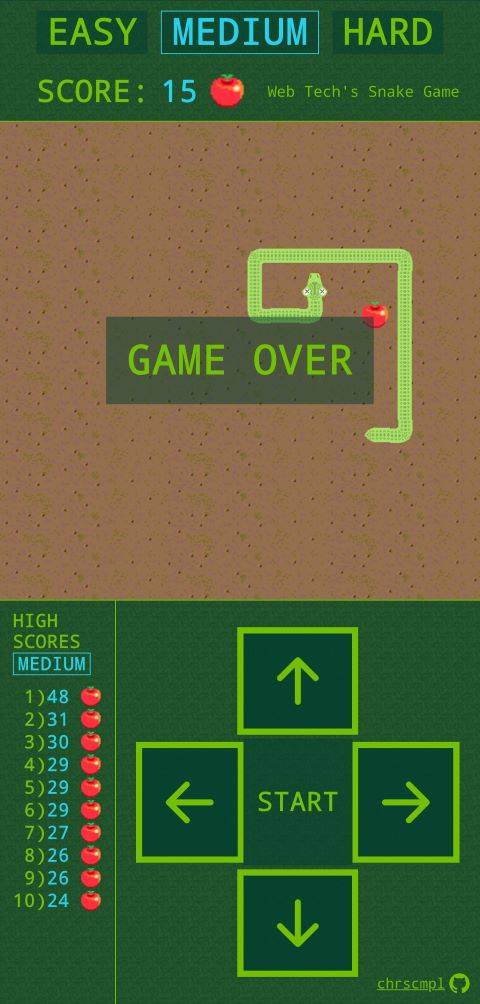 EASY MEDIUM HARD
SCORE: 15 Web Tech's Snake Game
GAME OVER
HIGH
SCORES
MEDIUM
1)48
2)31
3)30
4)29
5)29
6)29
7)27
8)26
9)26
10)24
START
chrscmpl